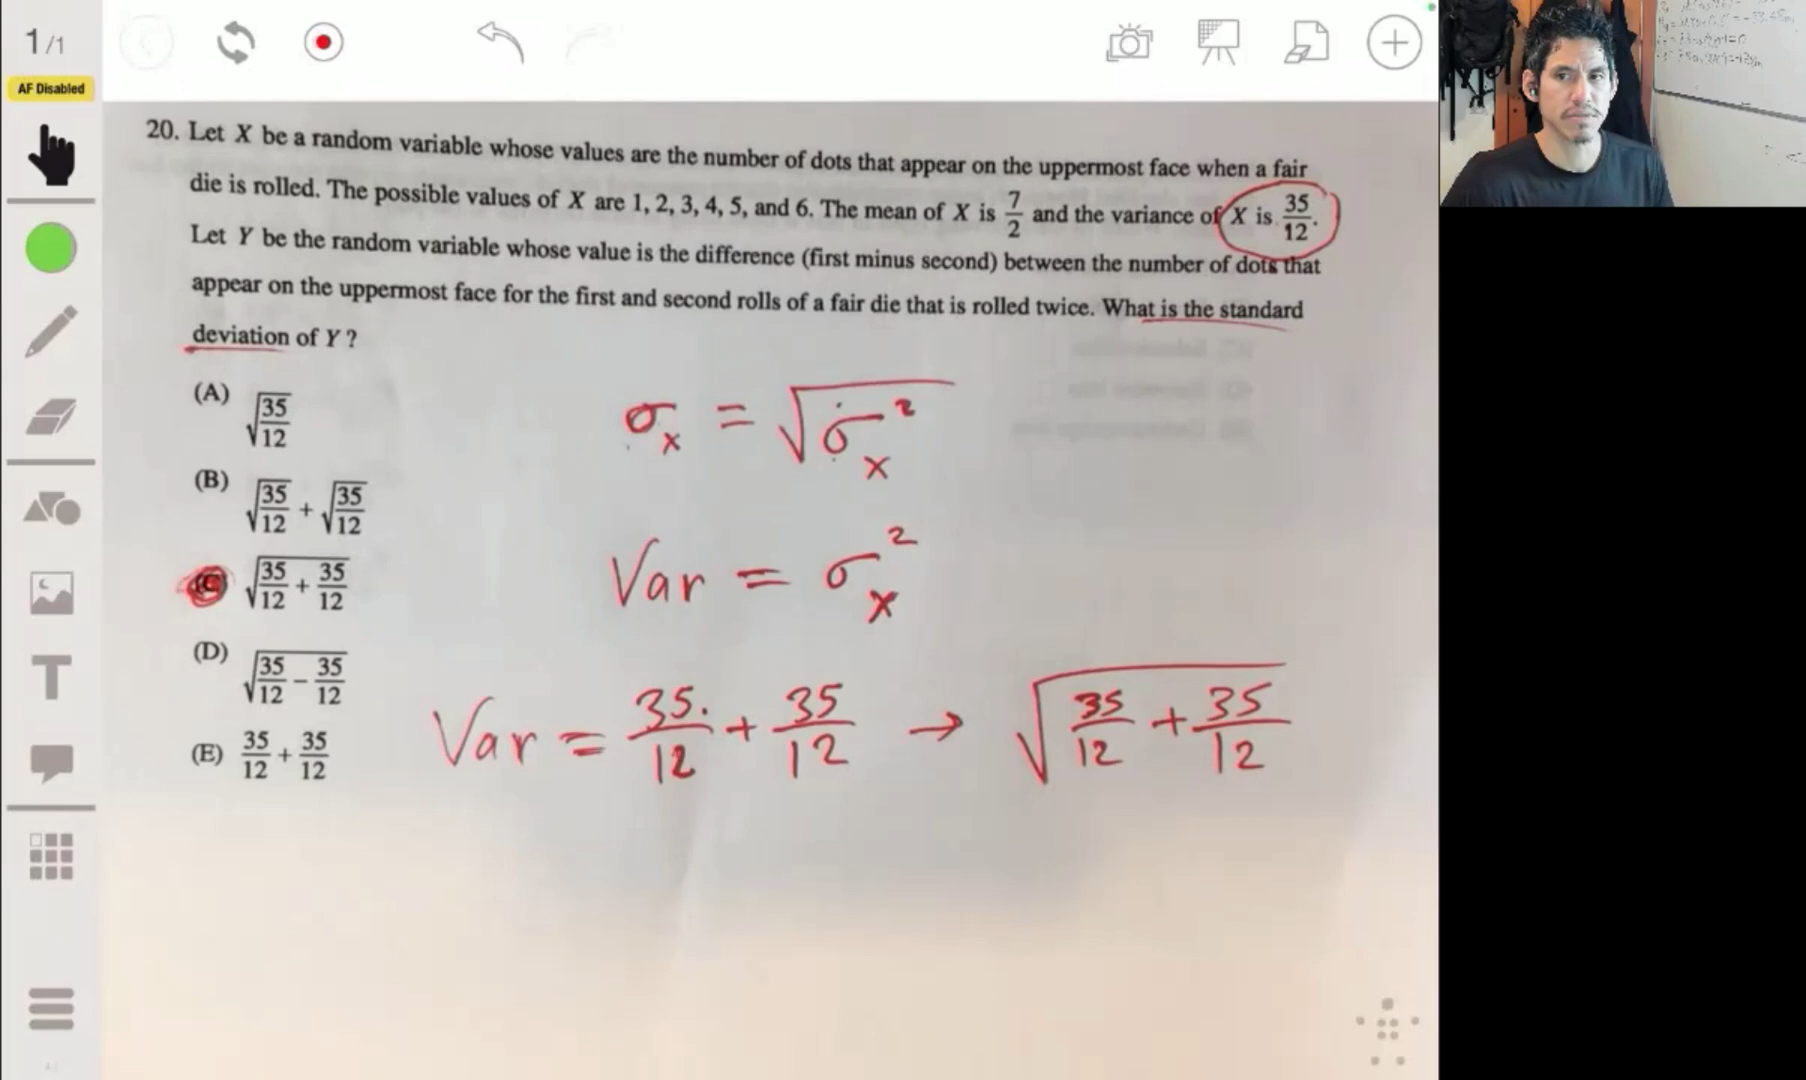 1/1
AF Disabled
20. Let X be a random variable whose values are the number of dots that appear on the uppermost face when a fair
die is rolled. The possible values of X are 1, 2, 3, 4, 5, and 6. The mean of X is 7/2 and the variance of X is 35/12.
Let Y be the random variable whose value is the difference (first minus second) between the number of dots that
appear on the uppermost face for the first and second rolls of a fair die that is rolled twice. What is the standard
deviation of Y ?
(A) √(35/12)
(B) √(35/12) + √(35/12)
(C) √(35/12 + 35/12)
(D) √(35/12 − 35/12)
(E) 35/12 + 35/12
σₓ = √(σₓ²)
Var = σₓ²
Var = 35/12 + 35/12 → √(35/12 + 35/12)
T